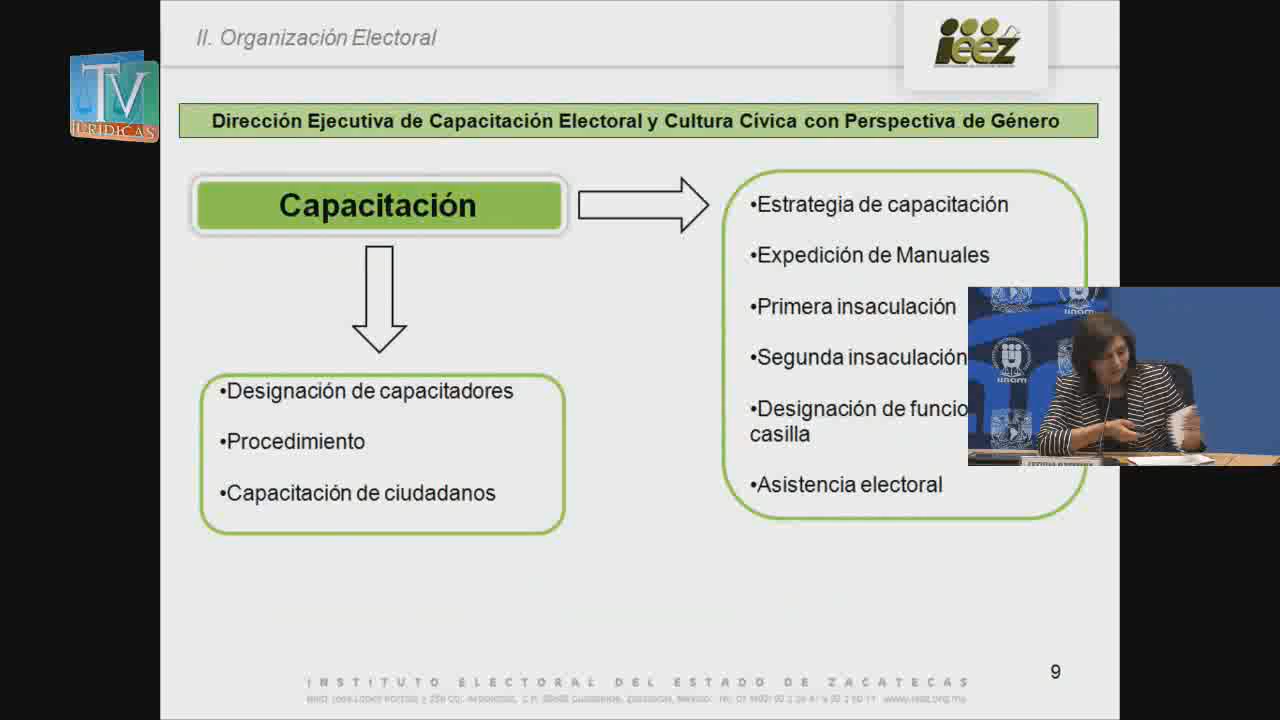 II. Organización Electoral
ieez
TV
JURIDICAS
Dirección Ejecutiva de Capacitación Electoral y Cultura Cívica con Perspectiva de Género
Capacitación
•Estrategia de capacitación
•Expedición de Manuales
•Primera insaculación
•Segunda insaculación
•Designación de funcio
casilla
•Asistencia electoral
•Designación de capacitadores
•Procedimiento
•Capacitación de ciudadanos
unam
unam
9
INSTITUTO ELECTORAL DEL ESTADO DE ZACATECAS